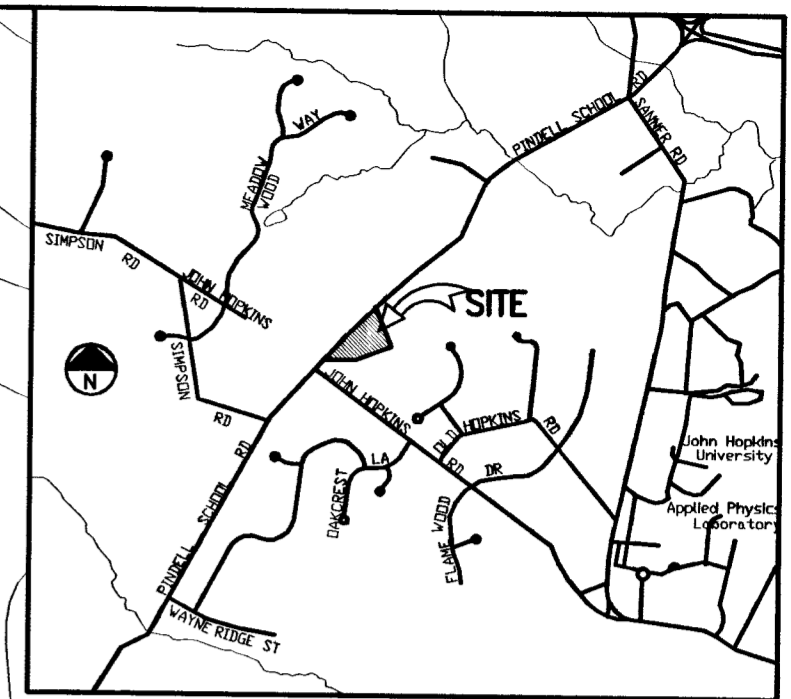 PINDELL SCHOOL RD
SANNER RD
MEADOW WOOD WAY
SIMPSON RD
JOHN HOPKINS RD
SITE
N
SIMPSON RD
JOHN HOPKINS RD
OLD HOPKINS RD
PINDELL SCHOOL RD
OAKCREST LA
FLAME WOOD DR
John Hopkins
University
Applied Physics
Laboratory
WAYNE RIDGE ST